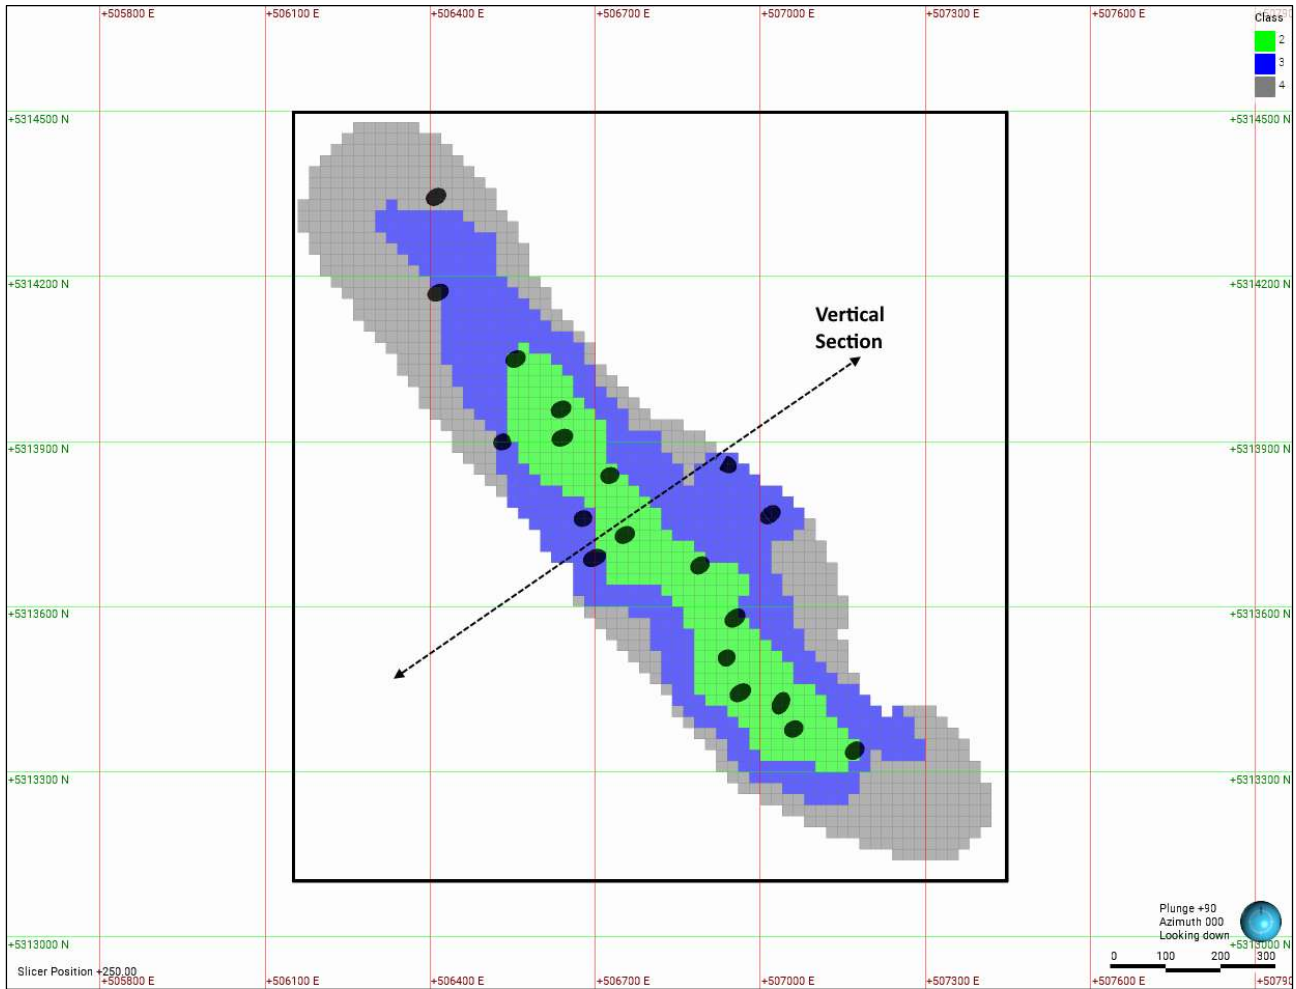 +505800 E +506100 E +506400 E +506700 E +507000 E +507300 E +507600 E
Class
2
3
4
+5314500 N +5314500 N
+5314200 N +5314200 N
Vertical
Section
+5313900 N +5313900 N
+5313600 N +5313600 N
+5313300 N +5313300 N
Plunge +90
Azimuth 000
Looking down
+5313000 N +5313000 N
0 100 200 300
Slicer Position +250.00
+505800 E +506100 E +506400 E +506700 E +507000 E +507300 E +507600 E